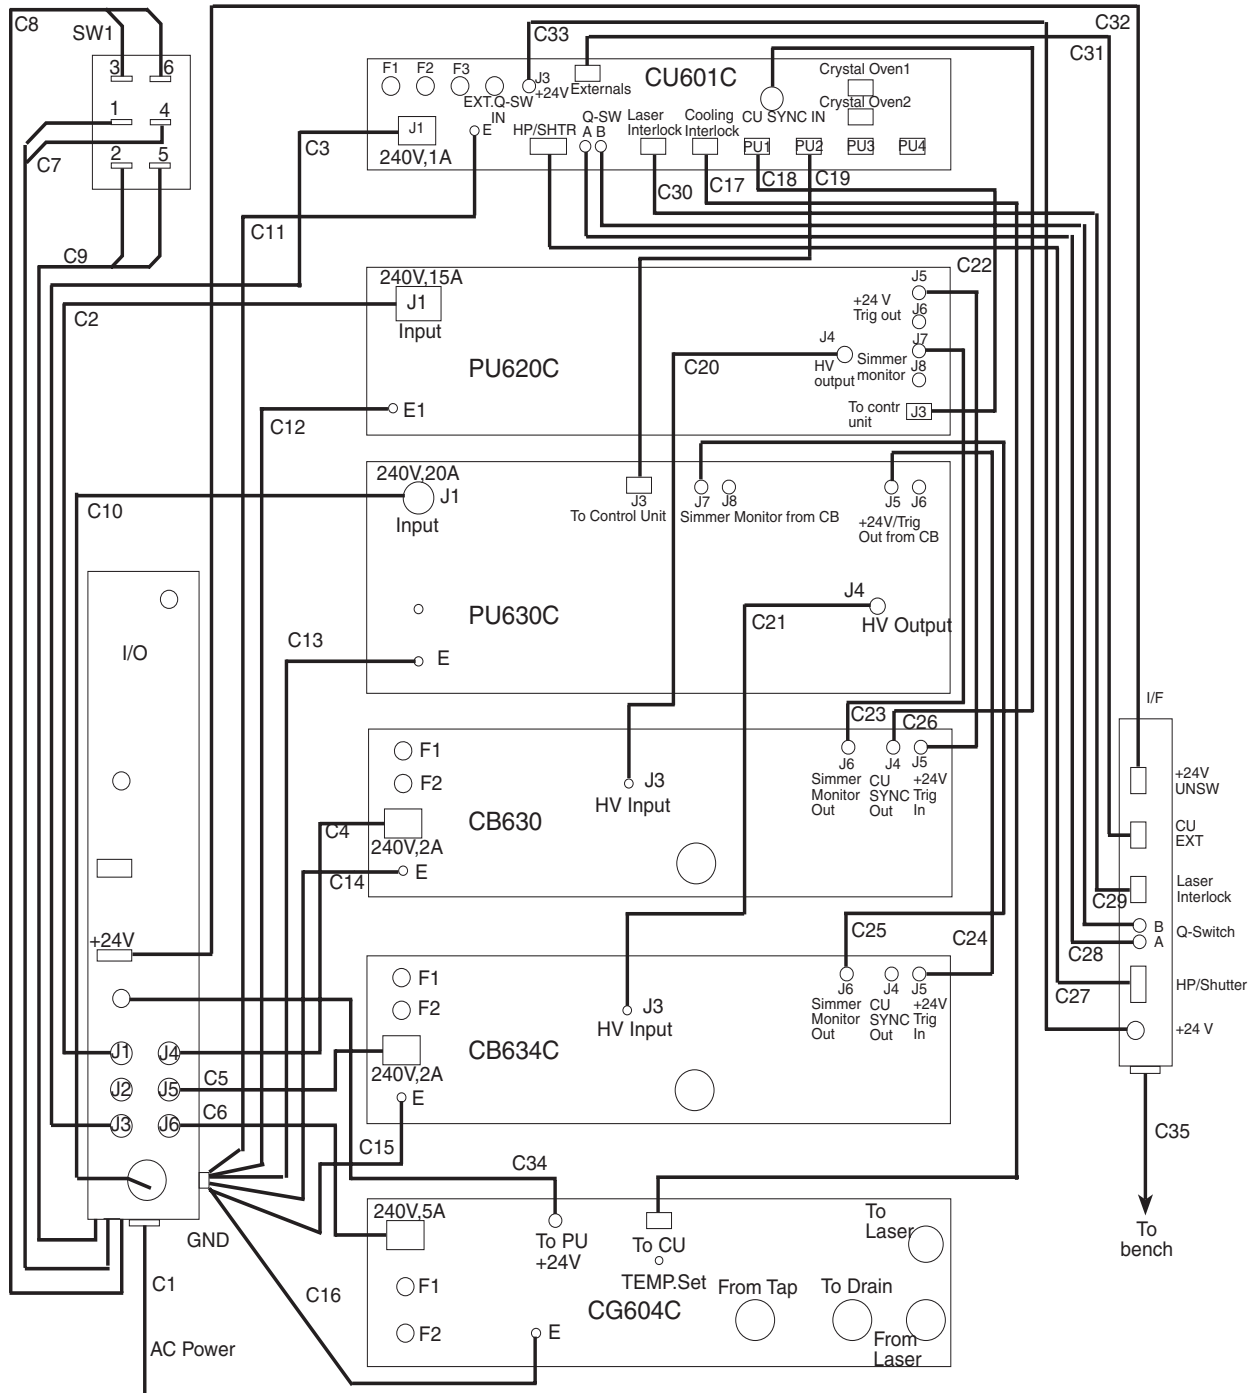 C8
SW1
3
6
1
4
2
5
C7
C9
C3
C11
C2
C33
C32
C31
F1
F2
F3
EXT.Q-SW
IN
J3
+24V
Externals
CU601C
Crystal Oven1
Crystal Oven2
J1
240V,1A
E
HP/SHTR
Q-SW
A B
Laser
Interlock
Cooling
Interlock
CU SYNC IN
PU1
PU2
PU3
PU4
C30
C17
C18
C19
C22
240V,15A
J1
Input
PU620C
E1
C12
C20
J4
HV
output
J5
+24 V
Trig out
J6
J7
Simmer
monitor
J8
To contr
unit
J3
C10
240V,20A
J1
Input
J3
To Control Unit
J7
J8
Simmer Monitor from CB
J5
J6
+24V/Trig
Out from CB
PU630C
J4
HV Output
C21
C13
E
I/O
C23
C26
F1
F2
C4
240V,2A
E
C14
CB630
J3
HV Input
J6
Simmer
Monitor
Out
J4
CU
SYNC
Out
J5
+24V
Trig
In
C25
C24
F1
F2
240V,2A
E
CB634C
J3
HV Input
J6
Simmer
Monitor
Out
J4
CU
SYNC
Out
J5
+24V
Trig
In
+24V
J1
J4
J2
J5
J3
J6
C5
C6
C15
C34
GND
C1
AC Power
C16
240V,5A
F1
F2
To PU
+24V
To CU
TEMP.Set
CG604C
E
From Tap
To Drain
To
Laser
From
Laser
I/F
+24V
UNSW
CU
EXT
Laser
Interlock
C29
B
A
Q-Switch
C28
C27
HP/Shutter
+24 V
C35
To
bench